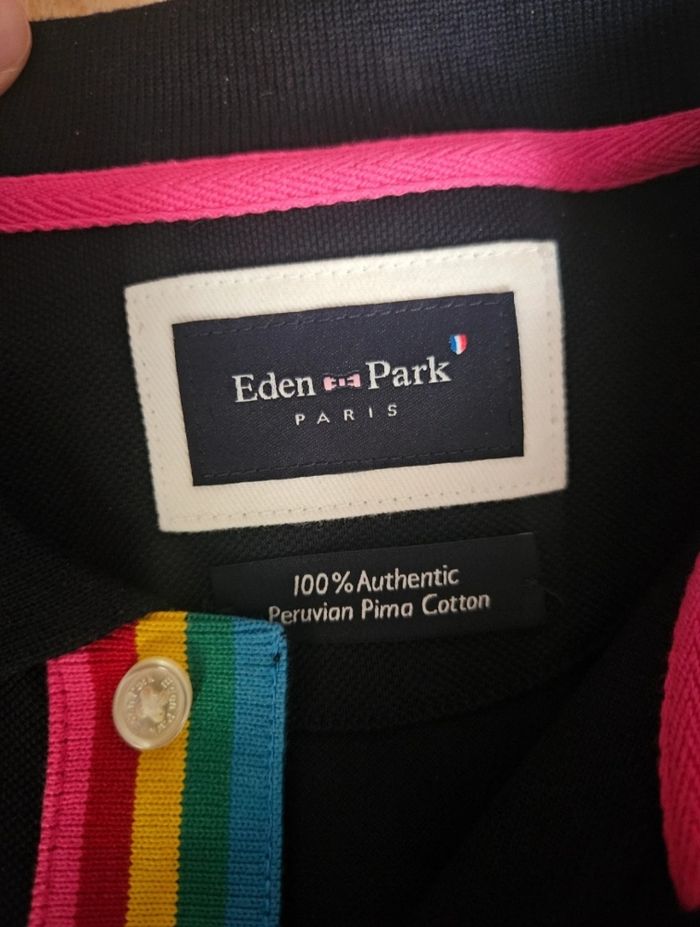 Eden Park
PARIS
100% Authentic
Peruvian Pima Cotton